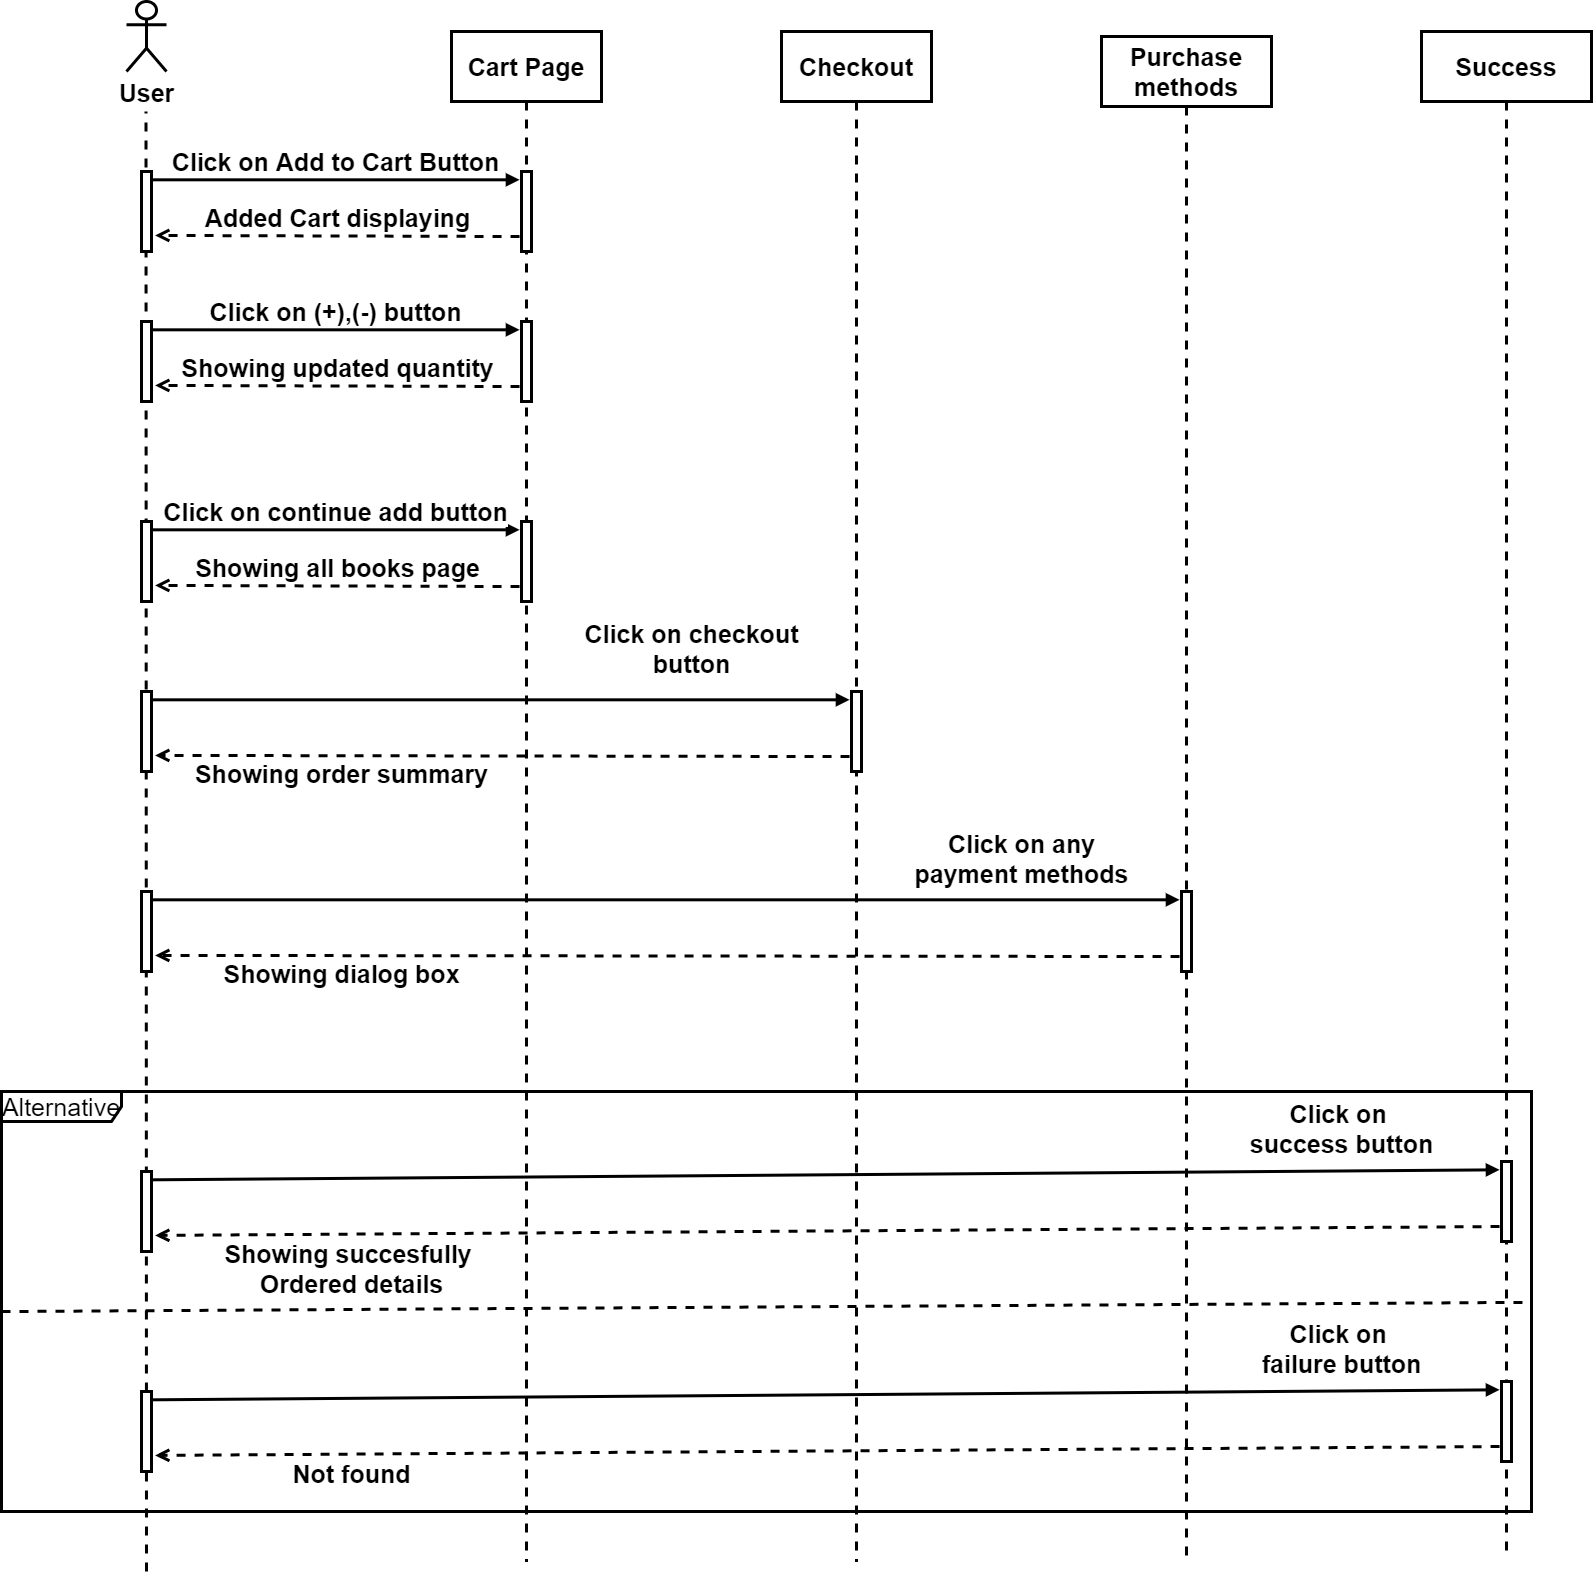 User
Cart Page
Checkout
Purchase
methods
Success
Click on Add to Cart Button
Added Cart displaying
Click on (+),(-) button
Showing updated quantity
Click on continue add button
Showing all books page
Click on checkout
button
Showing order summary
Click on any
payment methods
Showing dialog box
Alternative
Click on
success button
Showing succesfully
Ordered details
Click on
failure button
Not found